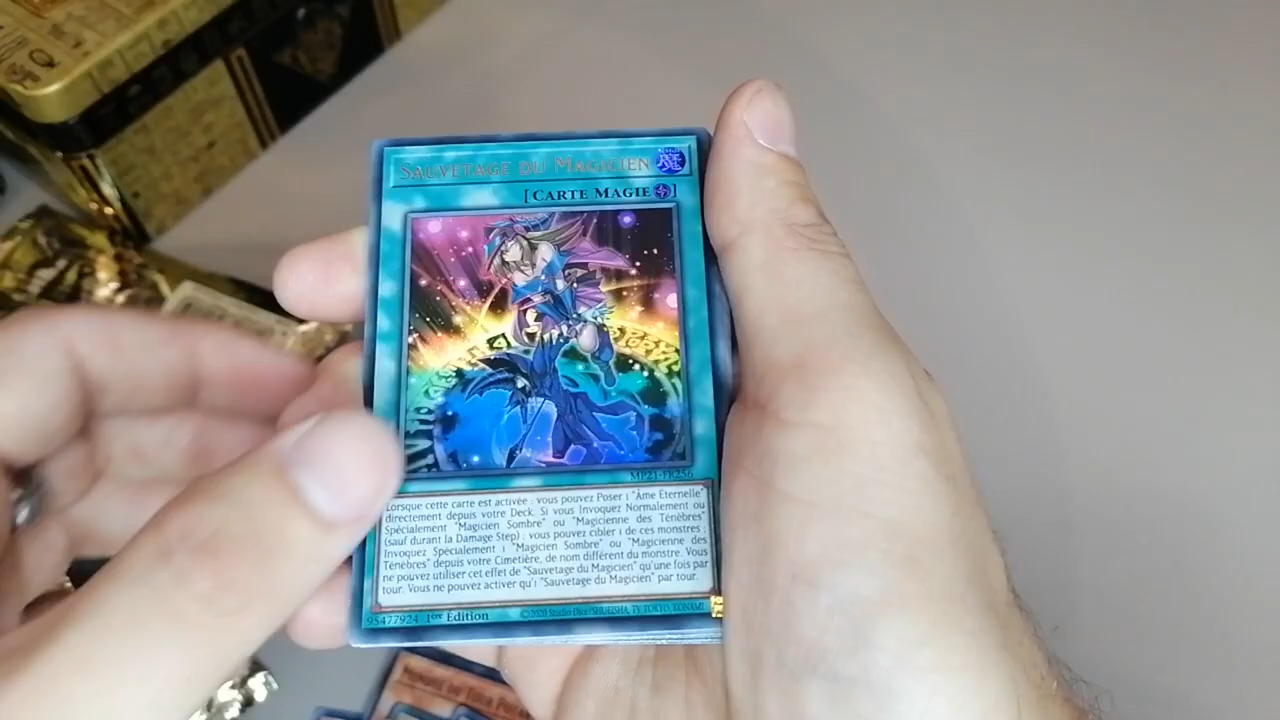 SAUVETAGE DU MAGICIEN
[CARTE MAGIE]
MP21-FR256
Lorsque cette carte est activée : vous pouvez Poser 1 "Âme Éternelle"
directement depuis votre Deck. Si vous Invoquez Normalement ou
Spécialement "Magicien Sombre" ou "Magicienne des Ténèbres"
(sauf durant la Damage Step) : vous pouvez cibler 1 de ces monstres ;
Invoquez Spécialement 1 "Magicien Sombre" ou "Magicienne des
Ténèbres" depuis votre Cimetière, de nom différent du monstre. Vous
ne pouvez utiliser cet effet de "Sauvetage du Magicien" qu'une fois par
tour. Vous ne pouvez activer qu'1 "Sauvetage du Magicien" par tour.
95477924 1ère Édition ©2020 Studio Dice/SHUEISHA, TV TOKYO, KONAMI